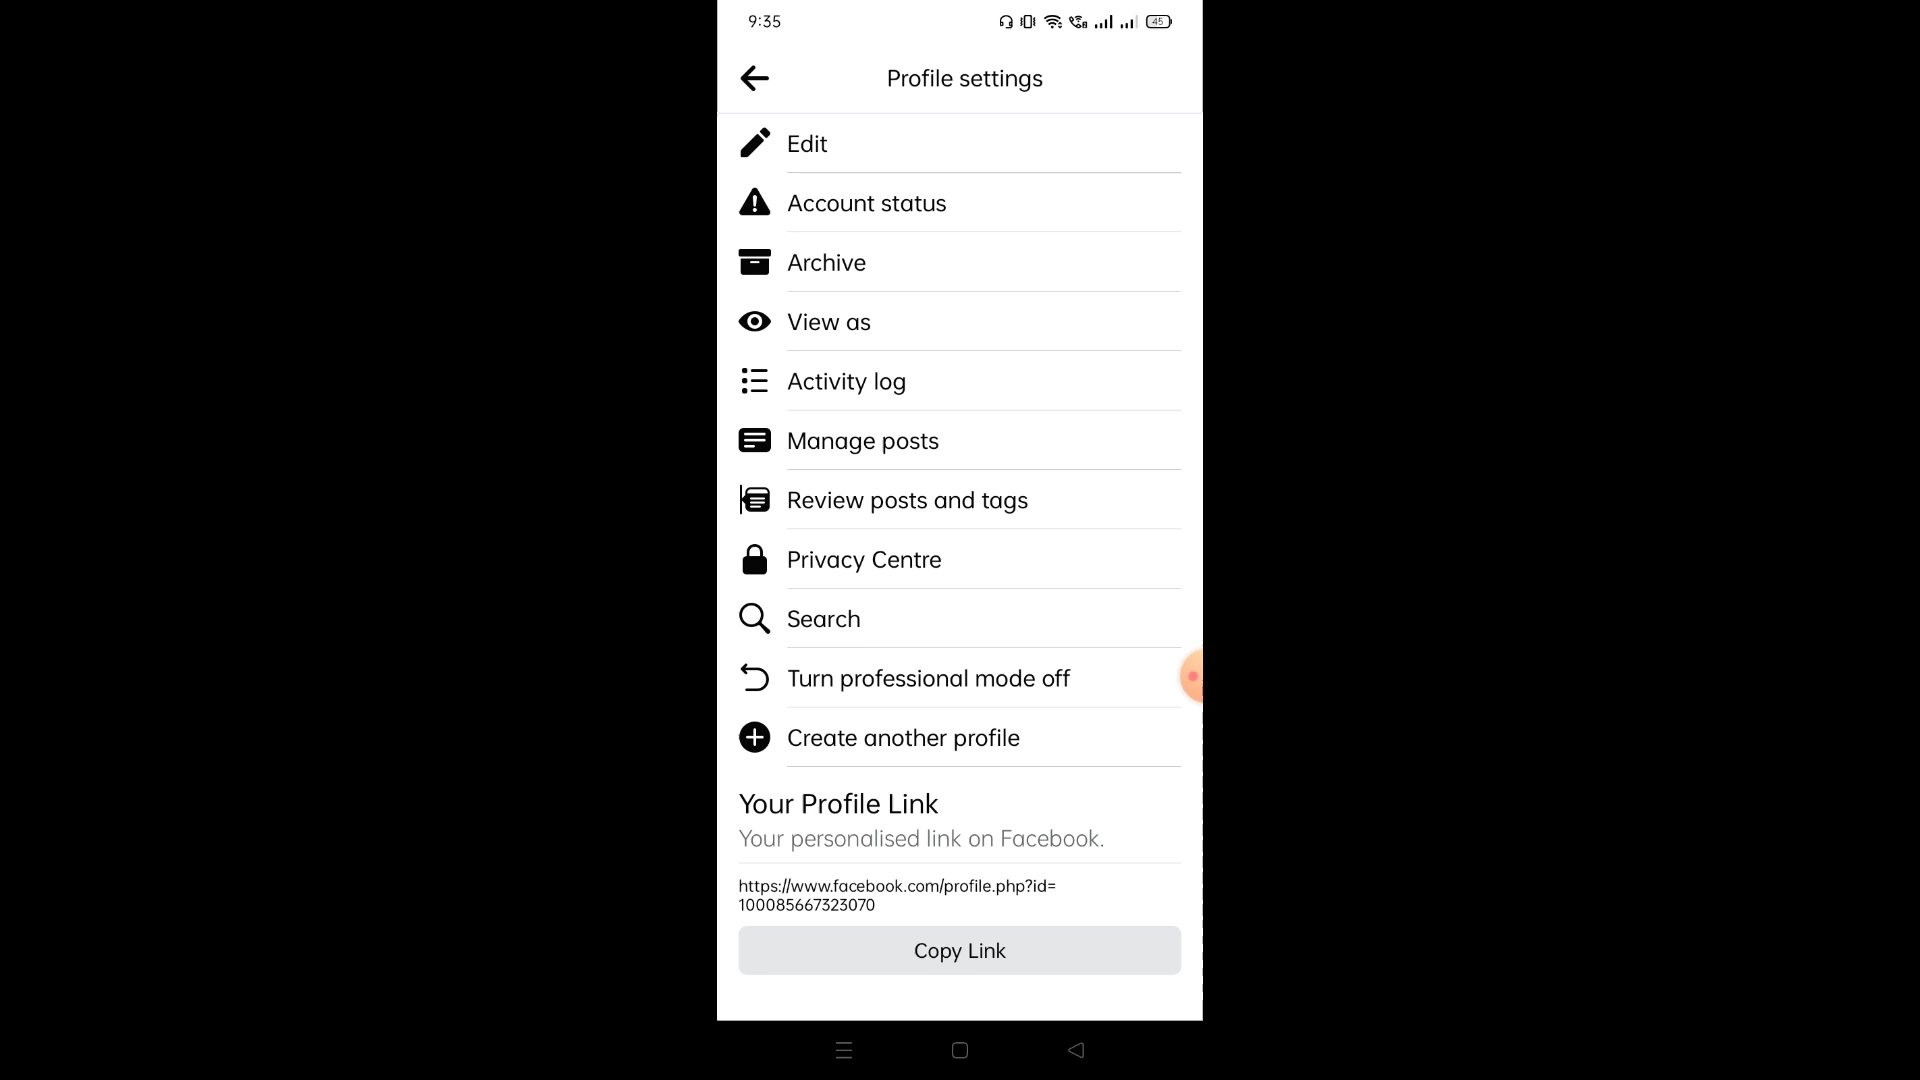 9:35
45
Profile settings
Edit
Account status
Archive
View as
Activity log
Manage posts
Review posts and tags
Privacy Centre
Search
Turn professional mode off
Create another profile
Your Profile Link
Your personalised link on Facebook.
https://www.facebook.com/profile.php?id=
100085667323070
Copy Link